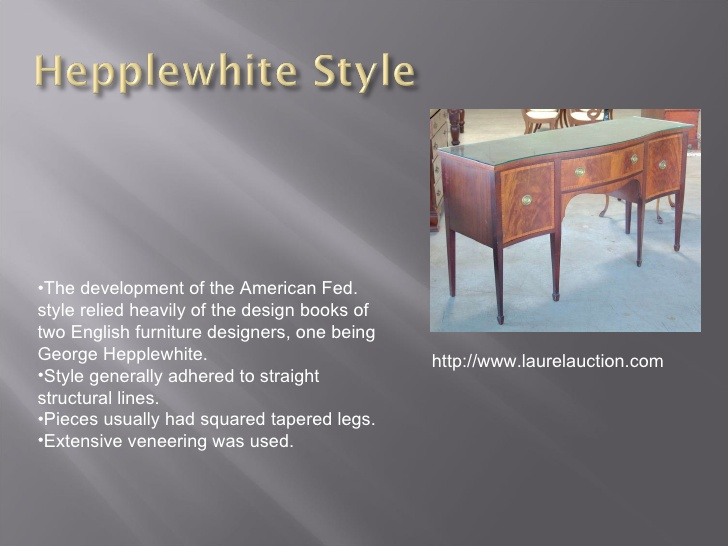 Hepplewhite Style
•The development of the American Fed.
style relied heavily of the design books of
two English furniture designers, one being
George Hepplewhite.
•Style generally adhered to straight
structural lines.
•Pieces usually had squared tapered legs.
•Extensive veneering was used.
http://www.laurelauction.com